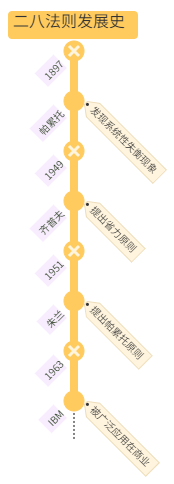 二八法则发展史
1897
帕累托
发现系统性失衡现象
1949
齐普夫
提出省力原则
1951
朱兰
提出帕累托原则
1963
IBM
被广泛应用在商业